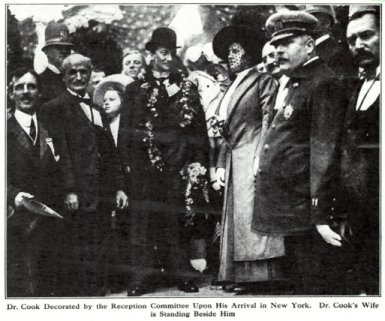 Dr. Cook Decorated by the Reception Committee Upon His Arrival in New York. Dr. Cook's Wife
is Standing Beside Him